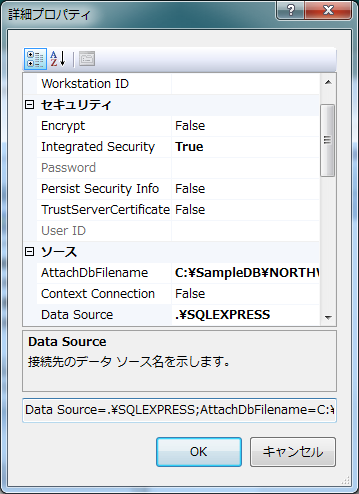 詳細プロパティ
Workstation ID
セキュリティ
Encrypt False
Integrated Security True
Password
Persist Security Info False
TrustServerCertificate False
User ID
ソース
AttachDbFilename C:¥SampleDB¥NORTHW
Context Connection False
Data Source .¥SQLEXPRESS
Data Source
接続先のデータ ソース名を示します。
Data Source=.¥SQLEXPRESS;AttachDbFilename=C:¥
OK キャンセル